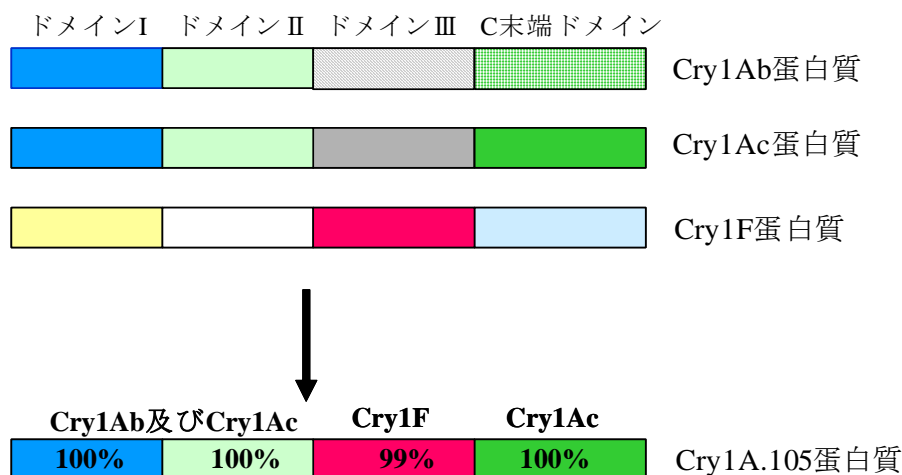 ドメインI ドメインⅡ ドメインⅢ C末端ドメイン
Cry1Ab蛋白質
Cry1Ac蛋白質
Cry1F蛋白質
Cry1Ab及びCry1Ac Cry1F Cry1Ac
100% 100% 99% 100% Cry1A.105蛋白質